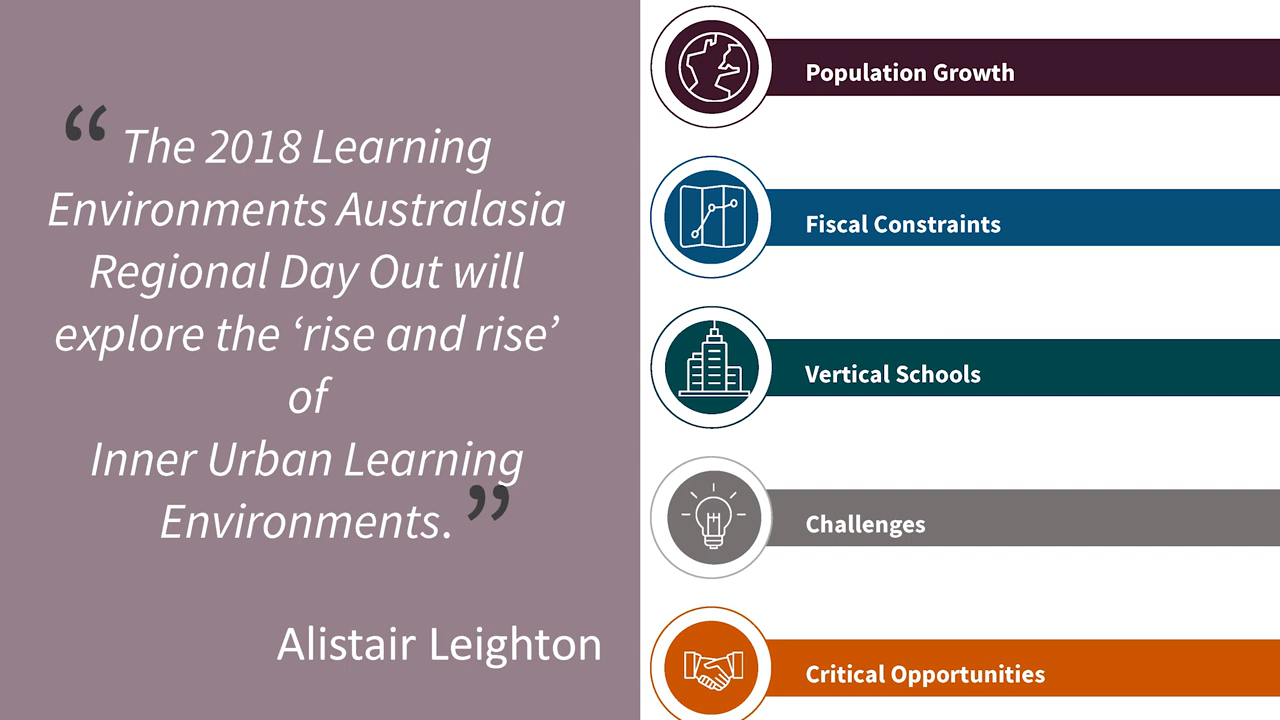 “ The 2018 Learning
Environments Australasia
Regional Day Out will
explore the ‘rise and rise’
of
Inner Urban Learning
Environments. ”
Alistair Leighton
Population Growth
Fiscal Constraints
Vertical Schools
Challenges
Critical Opportunities